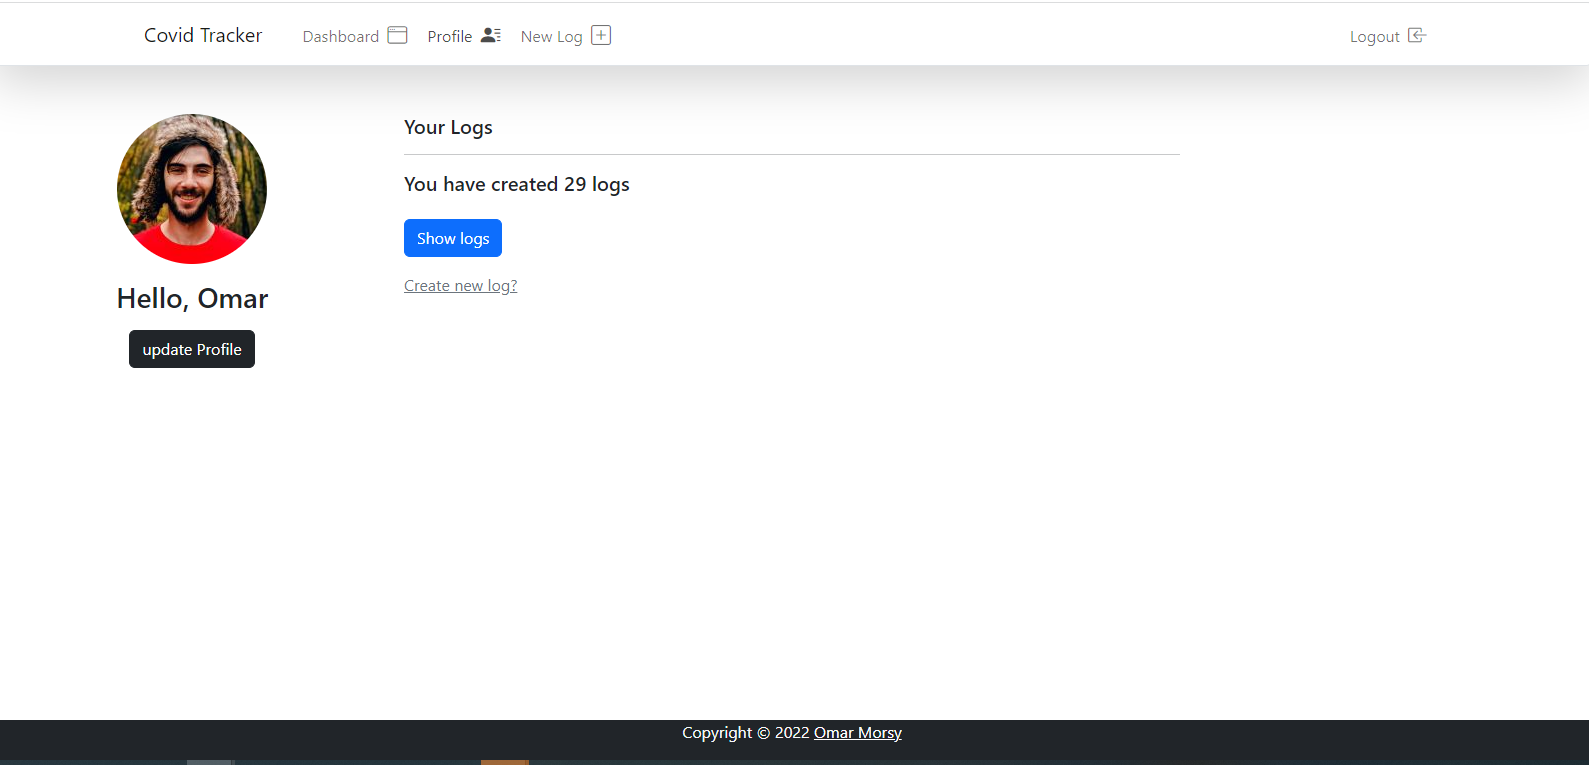 Covid Tracker
Dashboard
Profile
New Log
Logout
Hello, Omar
update Profile
Your Logs
You have created 29 logs
Show logs
Create new log?
Copyright © 2022 Omar Morsy